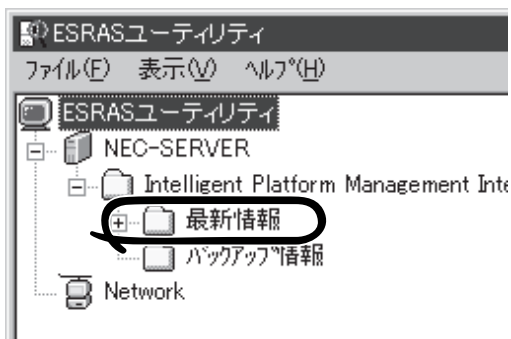 ESRASユーティリティ
ﾌｧｲﾙ(F) 表示(V) ﾍﾙﾌﾟ(H)
ESRASユーティリティ
NEC-SERVER
Intelligent Platform Management Inte
最新情報
ﾊﾞｯｸｱｯﾌﾟ情報
Network